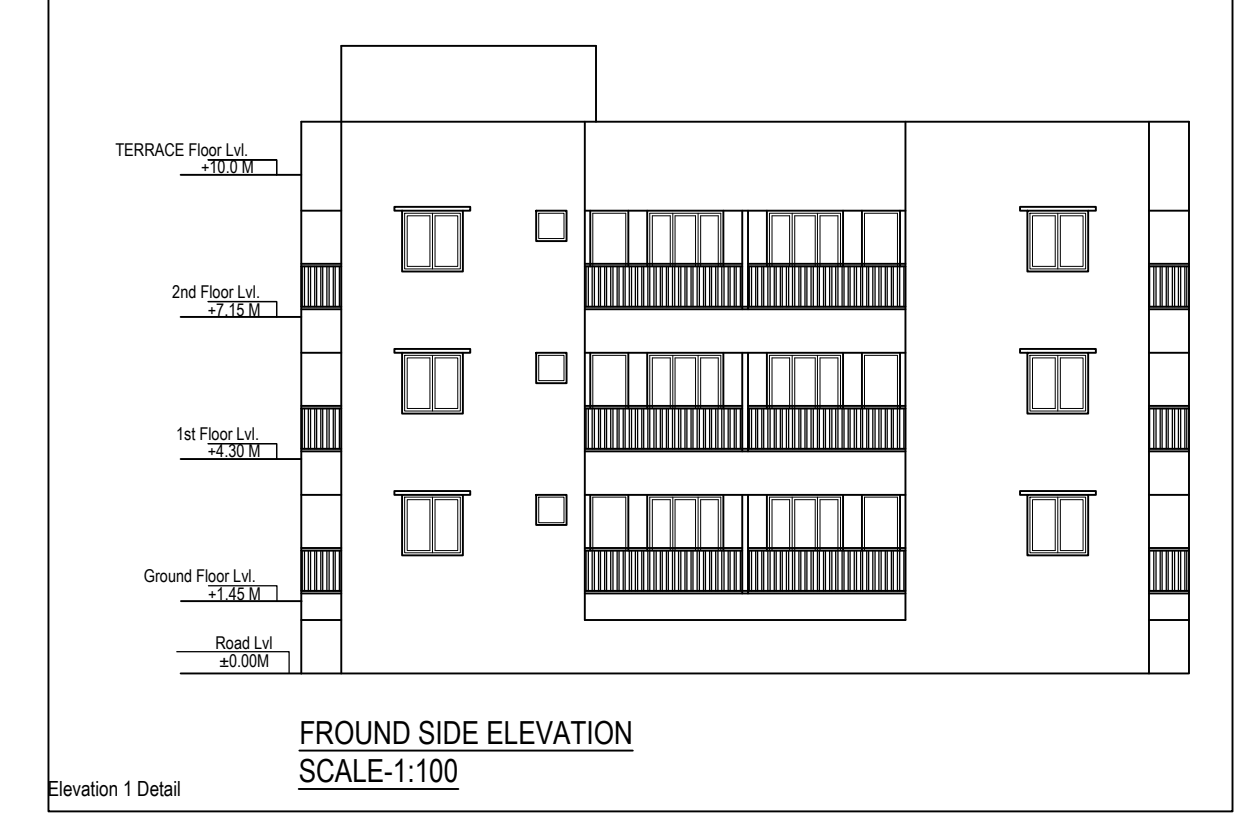 TERRACE Floor Lvl.
+10.0 M
2nd Floor Lvl.
+7.15 M
1st Floor Lvl.
+4.30 M
Ground Floor Lvl.
+1.45 M
Road Lvl
±0.00M
FROUND SIDE ELEVATION
SCALE-1:100
Elevation 1 Detail